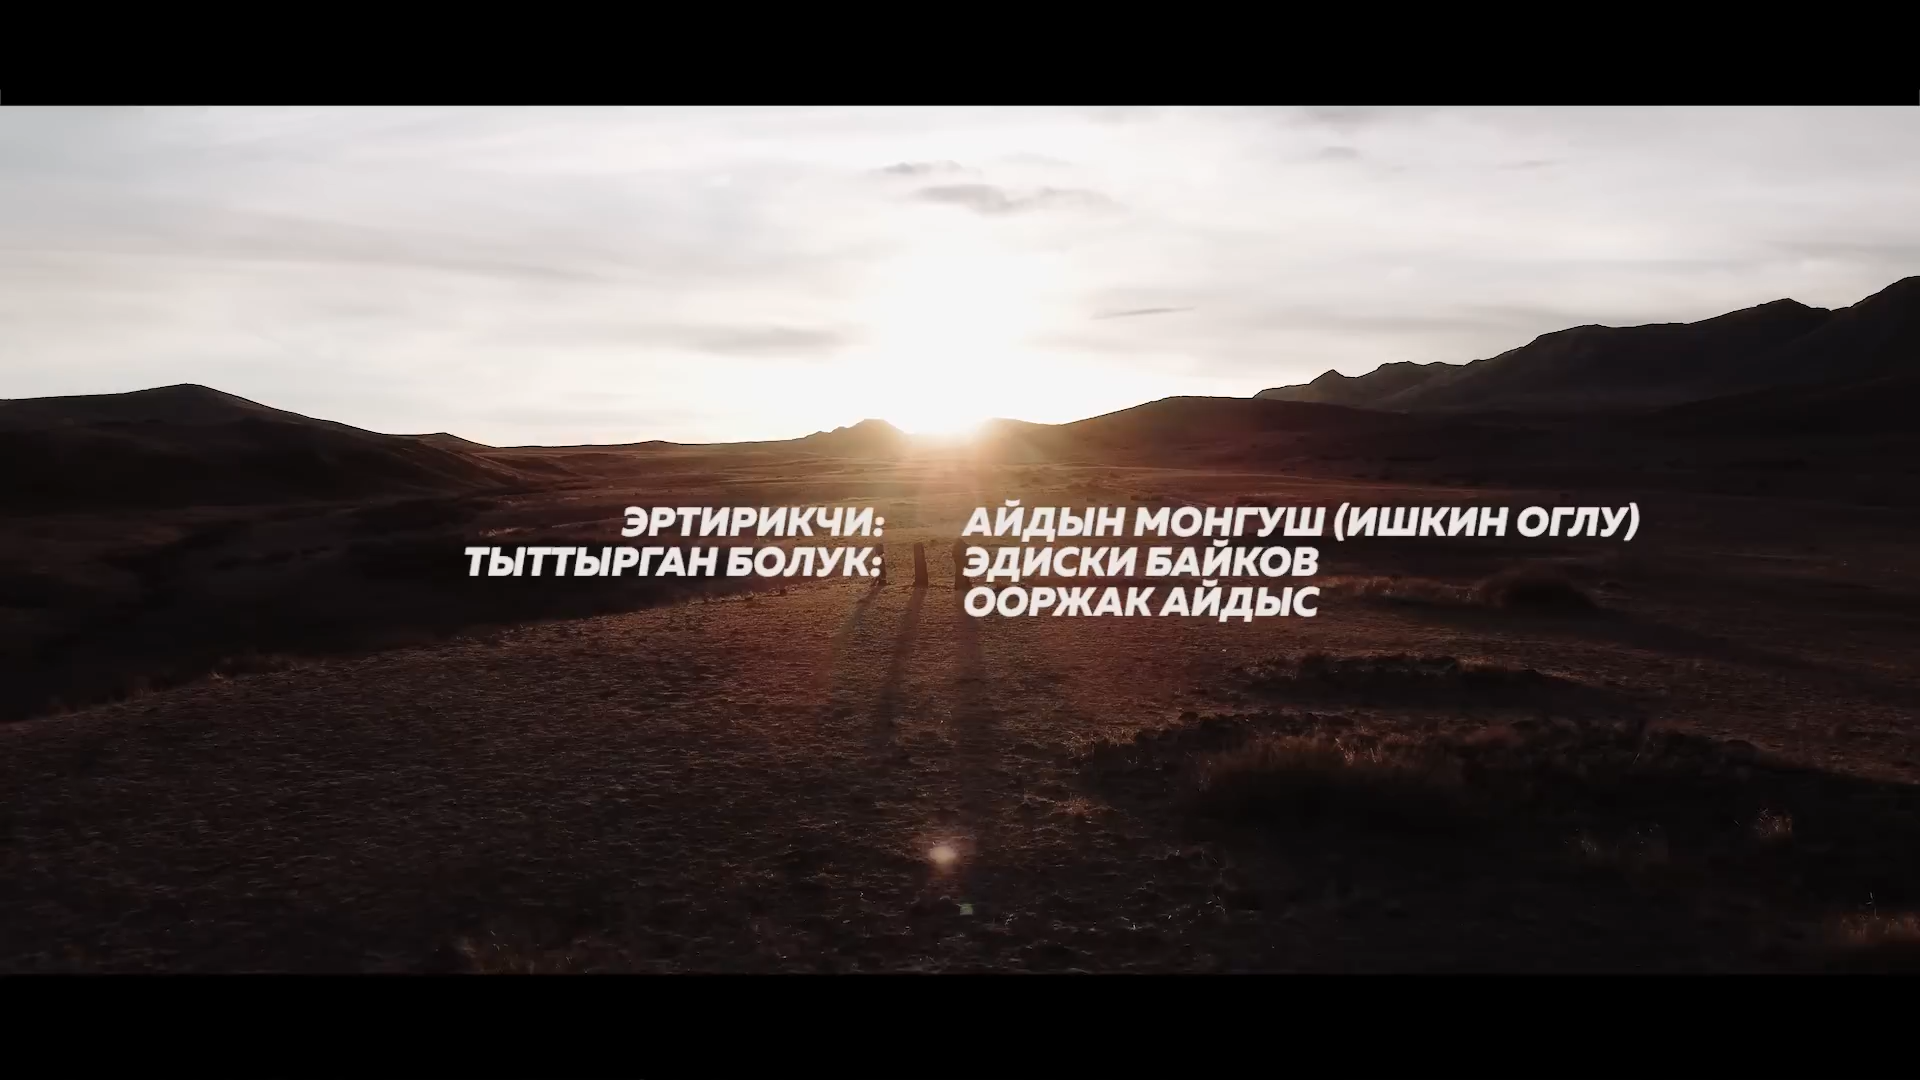 ЭРТИРИКЧИ: АЙДЫН МОНГУШ (ИШКИН ОГЛУ)
ТЫТТЫРГАН БОЛУК: ЭДИСКИ БАЙКОВ
ООРЖАК АЙДЫС